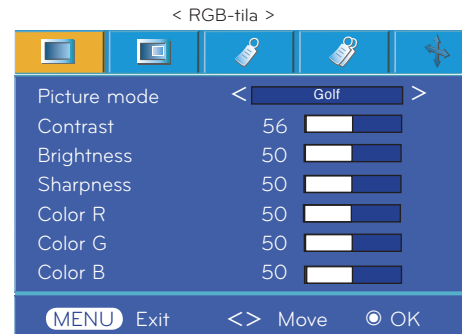 < RGB-tila >
Picture mode < Golf >
Contrast 56
Brightness 50
Sharpness 50
Color R 50
Color G 50
Color B 50
MENU Exit <> Move ◉ OK